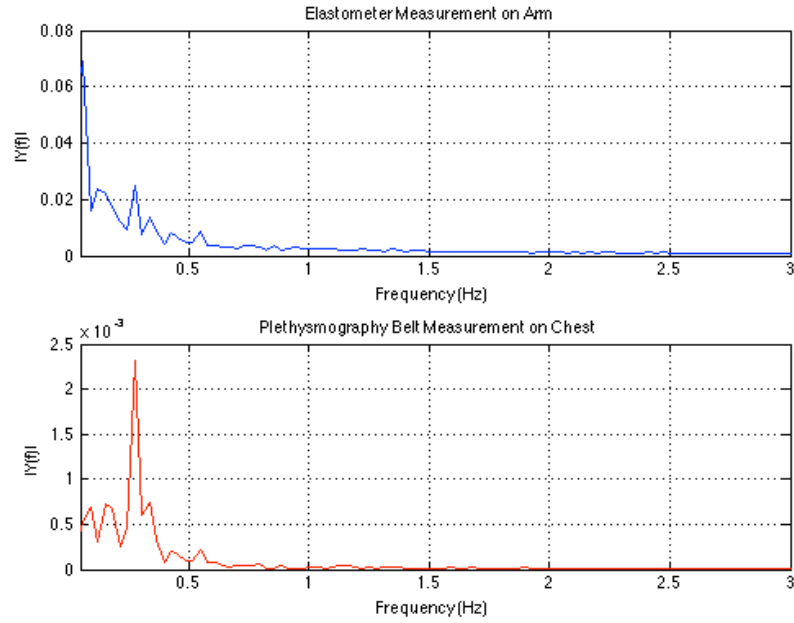 Elastometer Measurement on Arm
0.08
0.06
0.04
0.02
0
|Y(f)|
0.5 1 1.5 2 2.5 3
Frequency (Hz)
x 10^-3 Plethysmography Belt Measurement on Chest
2.5
2
1.5
1
0.5
0
|Y(f)|
0.5 1 1.5 2 2.5 3
Frequency (Hz)